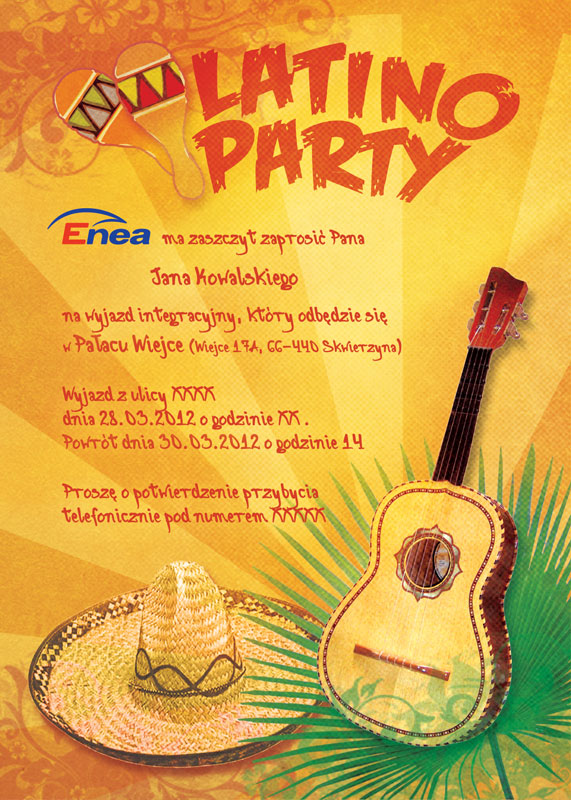 LATINO
PARTY
Enea ma zaszczyt zaprosić Pana
Jana Kowalskiego
na wyjazd integracyjny, który odbędzie się
w Pałacu Wiejce (Wiejce 17A, 66-440 Skwierzyna)
Wyjazd z ulicy XXXX
dnia 28.03.2012 o godzinie XX .
Powrót dnia 30.03.2012 o godzinie 14
Proszę o potwierdzenie przybycia
telefonicznie pod numerem XXXXX